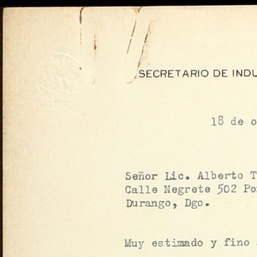 SECRETARIO DE INDU
18 de o
Señor Lic. Alberto T
Calle Negrete 502 Po
Durango, Dgo.
Muy estimado y fino